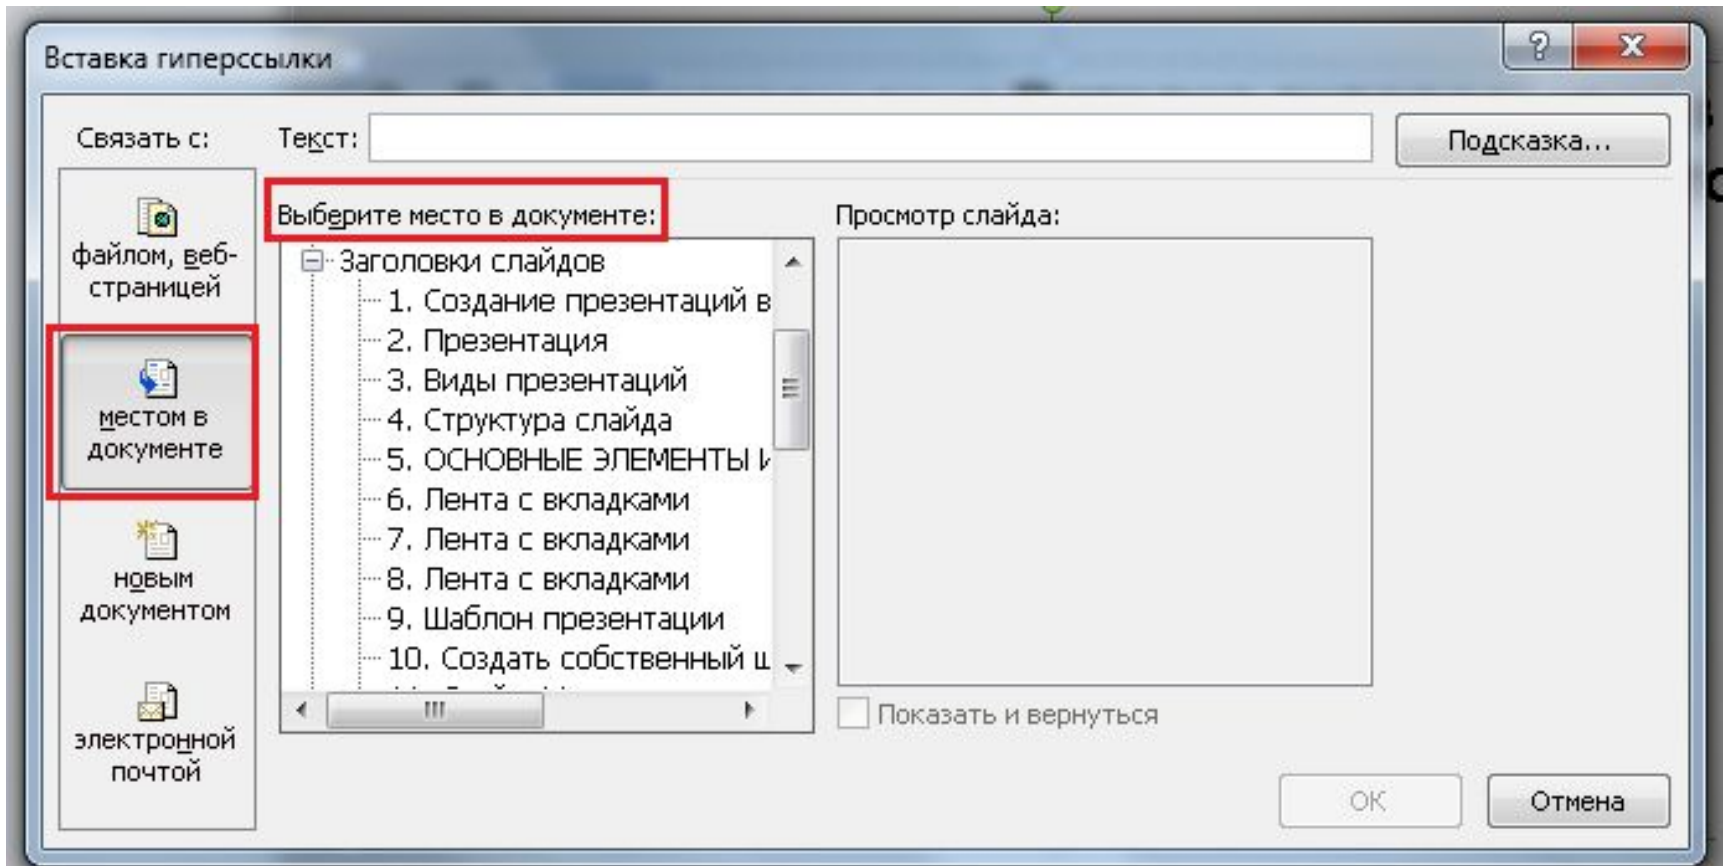 Вставка гиперссылки
Связать с:
Текст:
Подсказка...
файлом, веб-
страницей
местом в
документе
новым
документом
электронной
почтой
Выберите место в документе:
Заголовки слайдов
1. Создание презентаций в
2. Презентация
3. Виды презентаций
4. Структура слайда
5. ОСНОВНЫЕ ЭЛЕМЕНТЫ И
6. Лента с вкладками
7. Лента с вкладками
8. Лента с вкладками
9. Шаблон презентации
10. Создать собственный ш
Просмотр слайда:
Показать и вернуться
ОК
Отмена